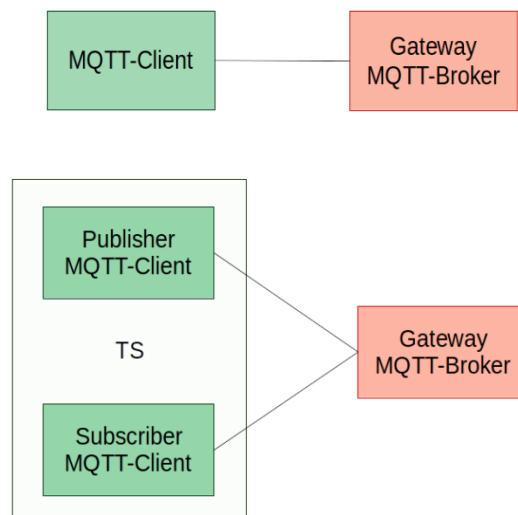 MQTT-Client
Gateway
MQTT-Broker
Publisher
MQTT-Client
TS
Subscriber
MQTT-Client
Gateway
MQTT-Broker